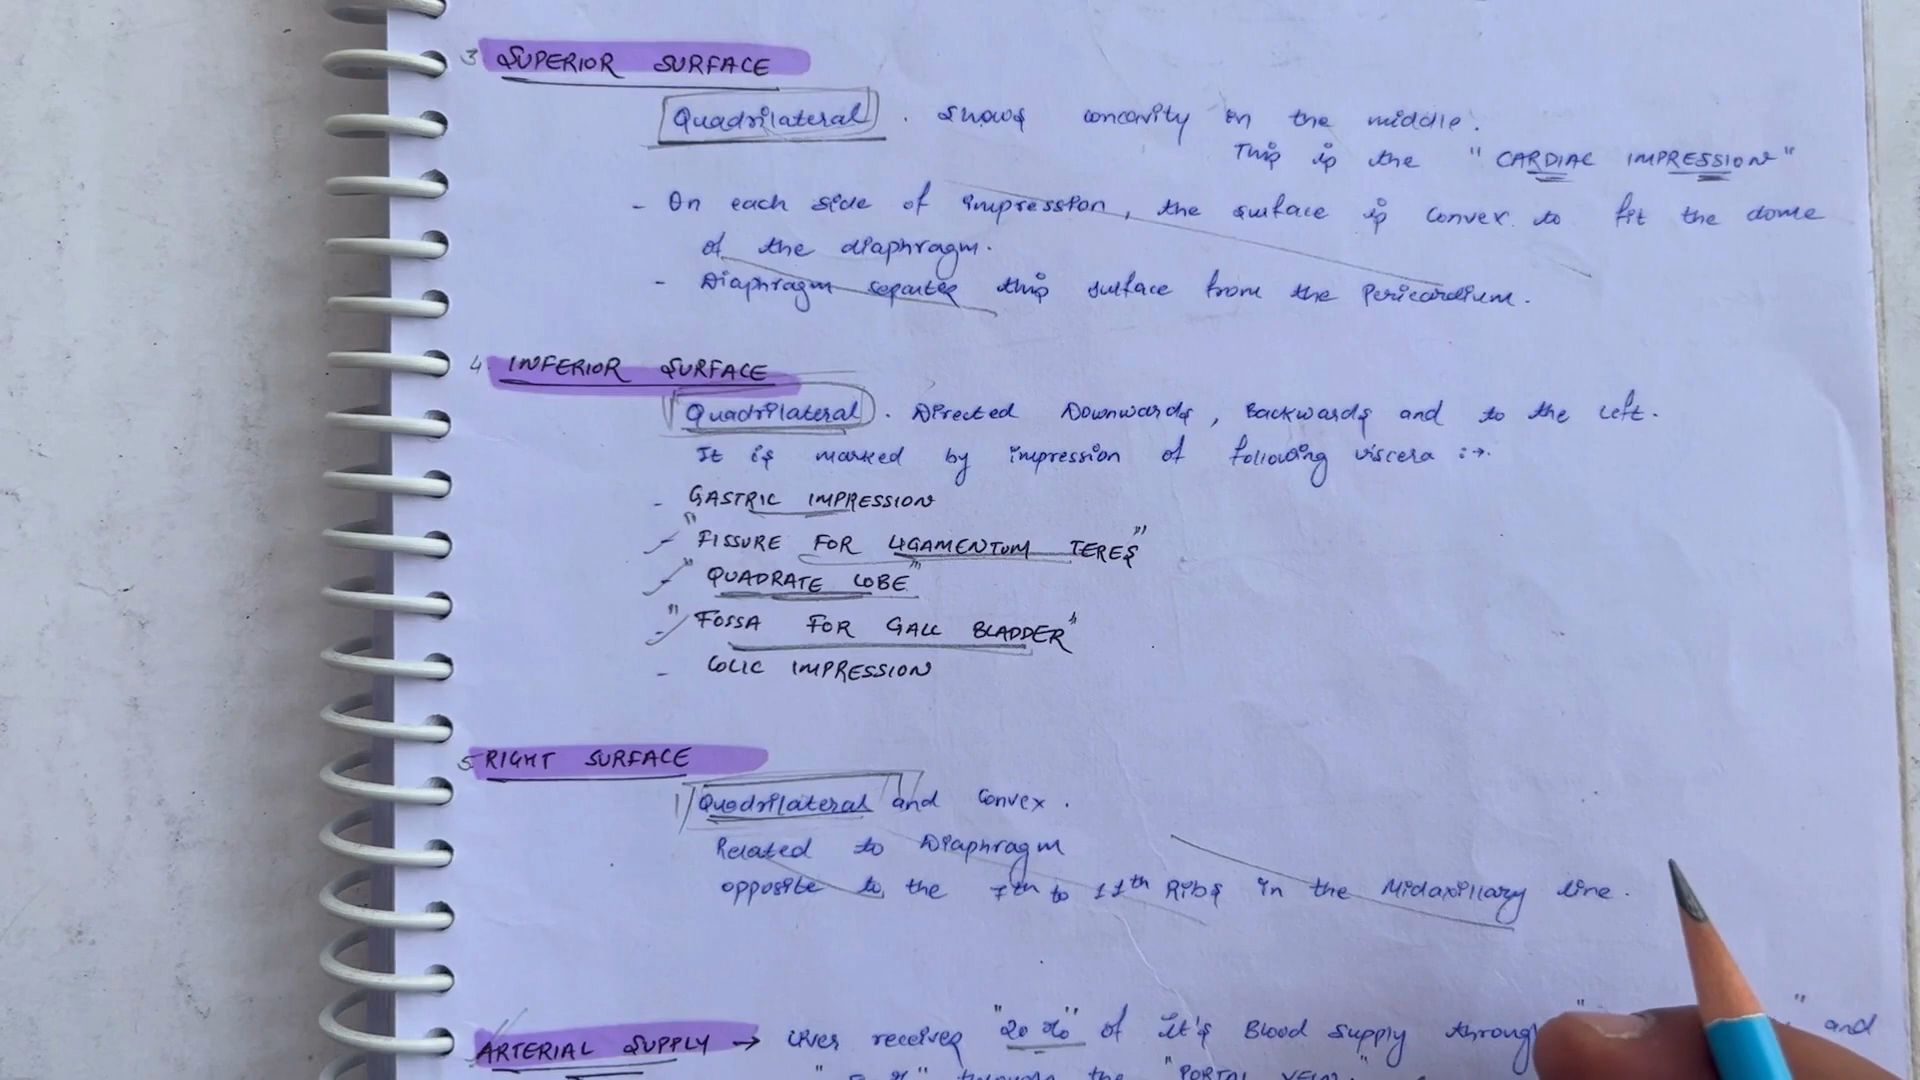 3 SUPERIOR SURFACE
Quadrilateral. shows concavity in the middle.
This is the "CARDIAC IMPRESSION"
- On each side of impression, the surface is convex to fit the dome
of the diaphragm.
- Diaphragm separates this surface from the Pericardium.
4. INFERIOR SURFACE
Quadrilateral. Directed Downwards, Backwards and to the left.
It is marked by impression of following viscera :→.
- GASTRIC IMPRESSION
- "FISSURE FOR LIGAMENTUM TERES"
- "QUADRATE LOBE"
- "FOSSA FOR GALL BLADDER"
- COLIC IMPRESSION
5 RIGHT SURFACE
Quadrilateral and Convex.
Related to Diaphragm
opposite to the 7th to 11th Ribs in the Midaxillary line.
ARTERIAL SUPPLY → Liver receives "20 %" of it's Blood Supply through " " and
through the "PORTAL VEIN"